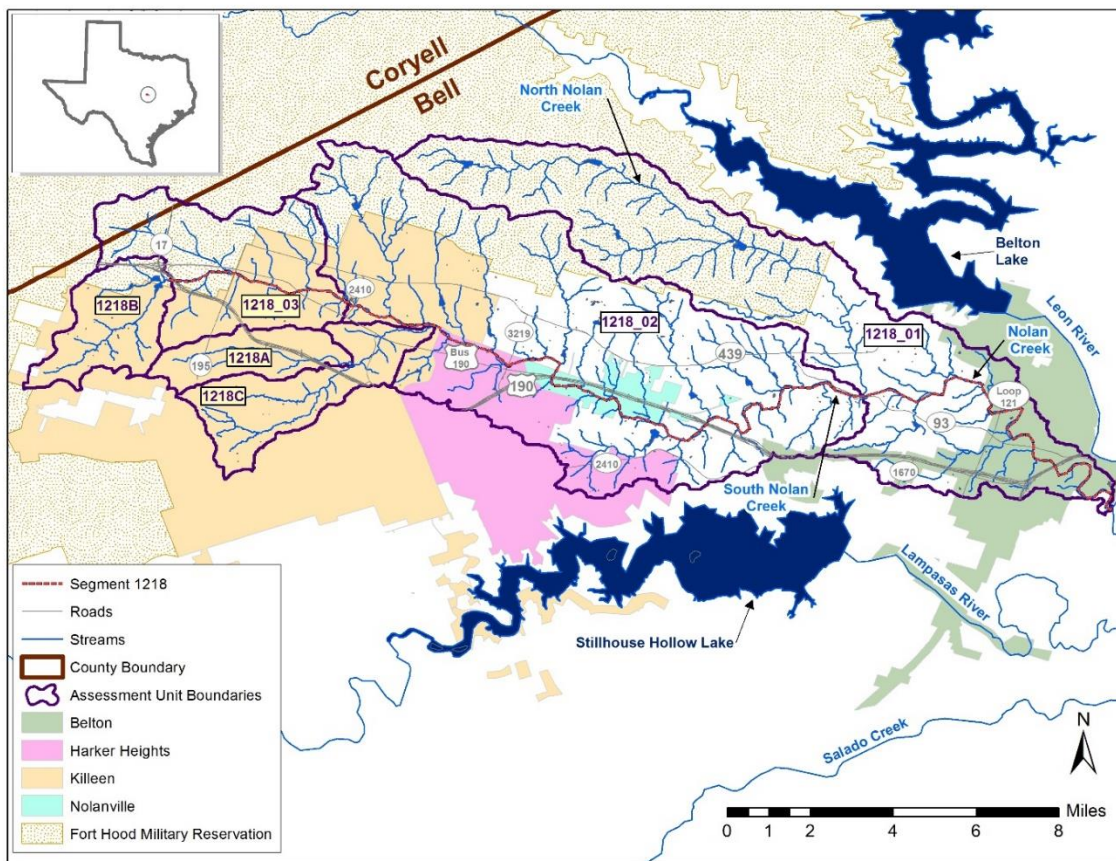 Coryell
Bell
North Nolan
Creek
Belton
Lake
Leon River
17
1218B
1218_03
2410
3219
1218_02
1218_01
Nolan
Creek
195
1218A
Bus
190
439
190
Loop
121
93
1218C
2410
1670
South Nolan
Creek
Lampasas River
Stillhouse Hollow Lake
Salado Creek
N
Segment 1218
Roads
Streams
County Boundary
Assessment Unit Boundaries
Belton
Harker Heights
Killeen
Nolanville
Fort Hood Military Reservation
Miles
0 1 2 4 6 8